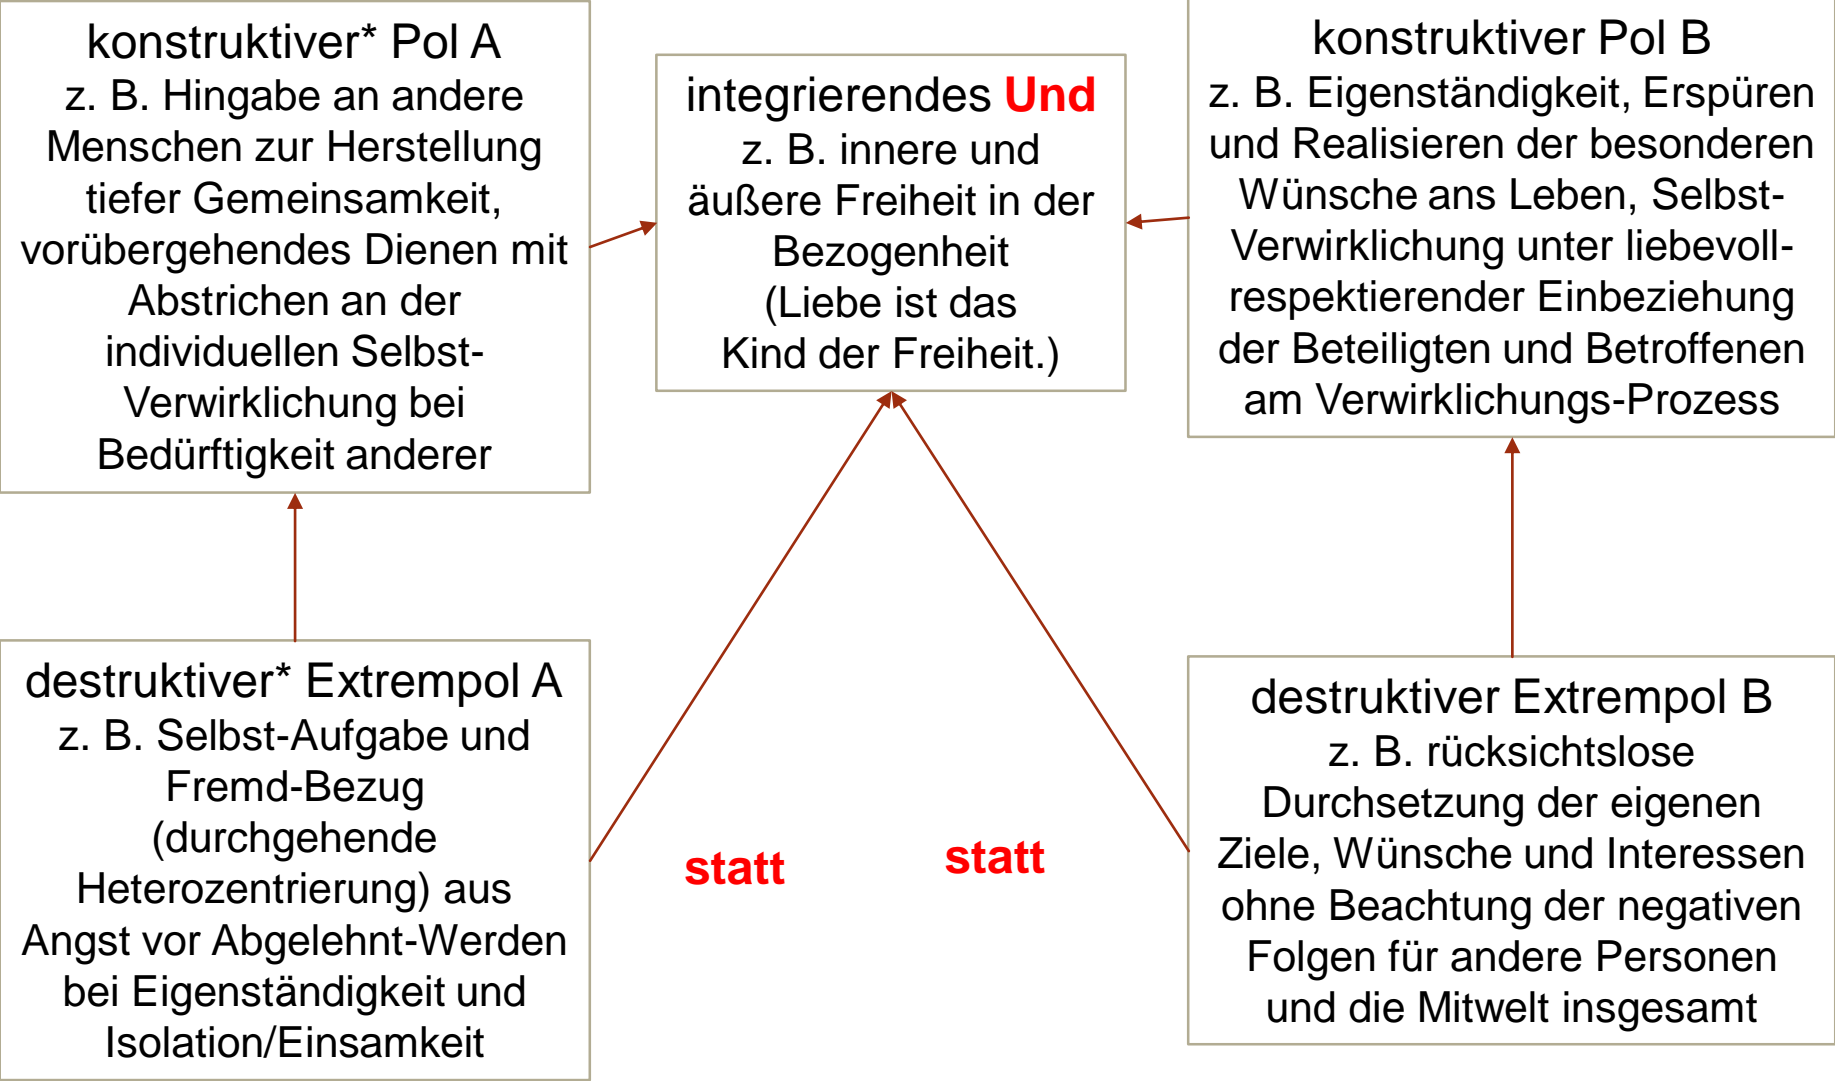 konstruktiver* Pol A
z. B. Hingabe an andere
Menschen zur Herstellung
tiefer Gemeinsamkeit,
vorübergehendes Dienen mit
Abstrichen an der
individuellen Selbst-
Verwirklichung bei
Bedürftigkeit anderer
integrierendes Und
z. B. innere und
äußere Freiheit in der
Bezogenheit
(Liebe ist das
Kind der Freiheit.)
konstruktiver Pol B
z. B. Eigenständigkeit, Erspüren
und Realisieren der besonderen
Wünsche ans Leben, Selbst-
Verwirklichung unter liebevoll-
respektierender Einbeziehung
der Beteiligten und Betroffenen
am Verwirklichungs-Prozess
destruktiver* Extrempol A
z. B. Selbst-Aufgabe und
Fremd-Bezug
(durchgehende
Heterozentrierung) aus
Angst vor Abgelehnt-Werden
bei Eigenständigkeit und
Isolation/Einsamkeit
statt
statt
destruktiver Extrempol B
z. B. rücksichtslose
Durchsetzung der eigenen
Ziele, Wünsche und Interessen
ohne Beachtung der negativen
Folgen für andere Personen
und die Mitwelt insgesamt